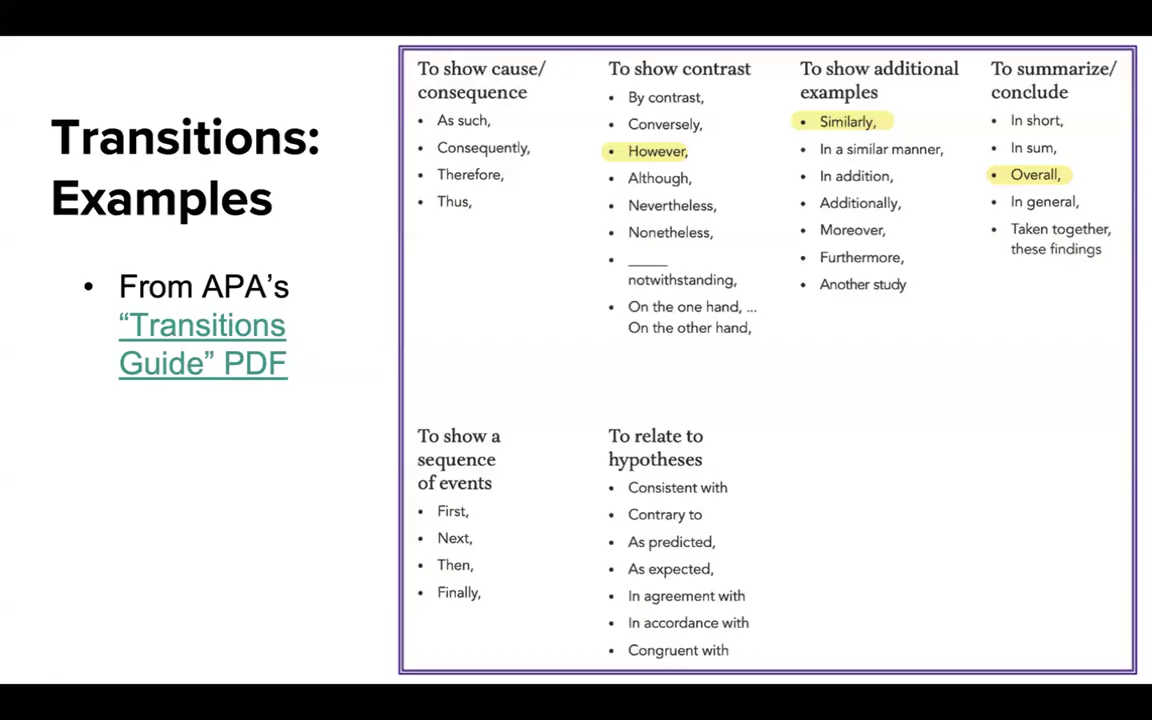 Transitions:
Examples
• From APA's
“Transitions
Guide” PDF
To show cause/
consequence
• As such,
• Consequently,
• Therefore,
• Thus,
To show contrast
• By contrast,
• Conversely,
• However,
• Although,
• Nevertheless,
• Nonetheless,
• _____
notwithstanding,
• On the one hand, ...
On the other hand,
To show additional
examples
• Similarly,
• In a similar manner,
• In addition,
• Additionally,
• Moreover,
• Furthermore,
• Another study
To summarize/
conclude
• In short,
• In sum,
• Overall,
• In general,
• Taken together,
these findings
To show a
sequence
of events
• First,
• Next,
• Then,
• Finally,
To relate to
hypotheses
• Consistent with
• Contrary to
• As predicted,
• As expected,
• In agreement with
• In accordance with
• Congruent with